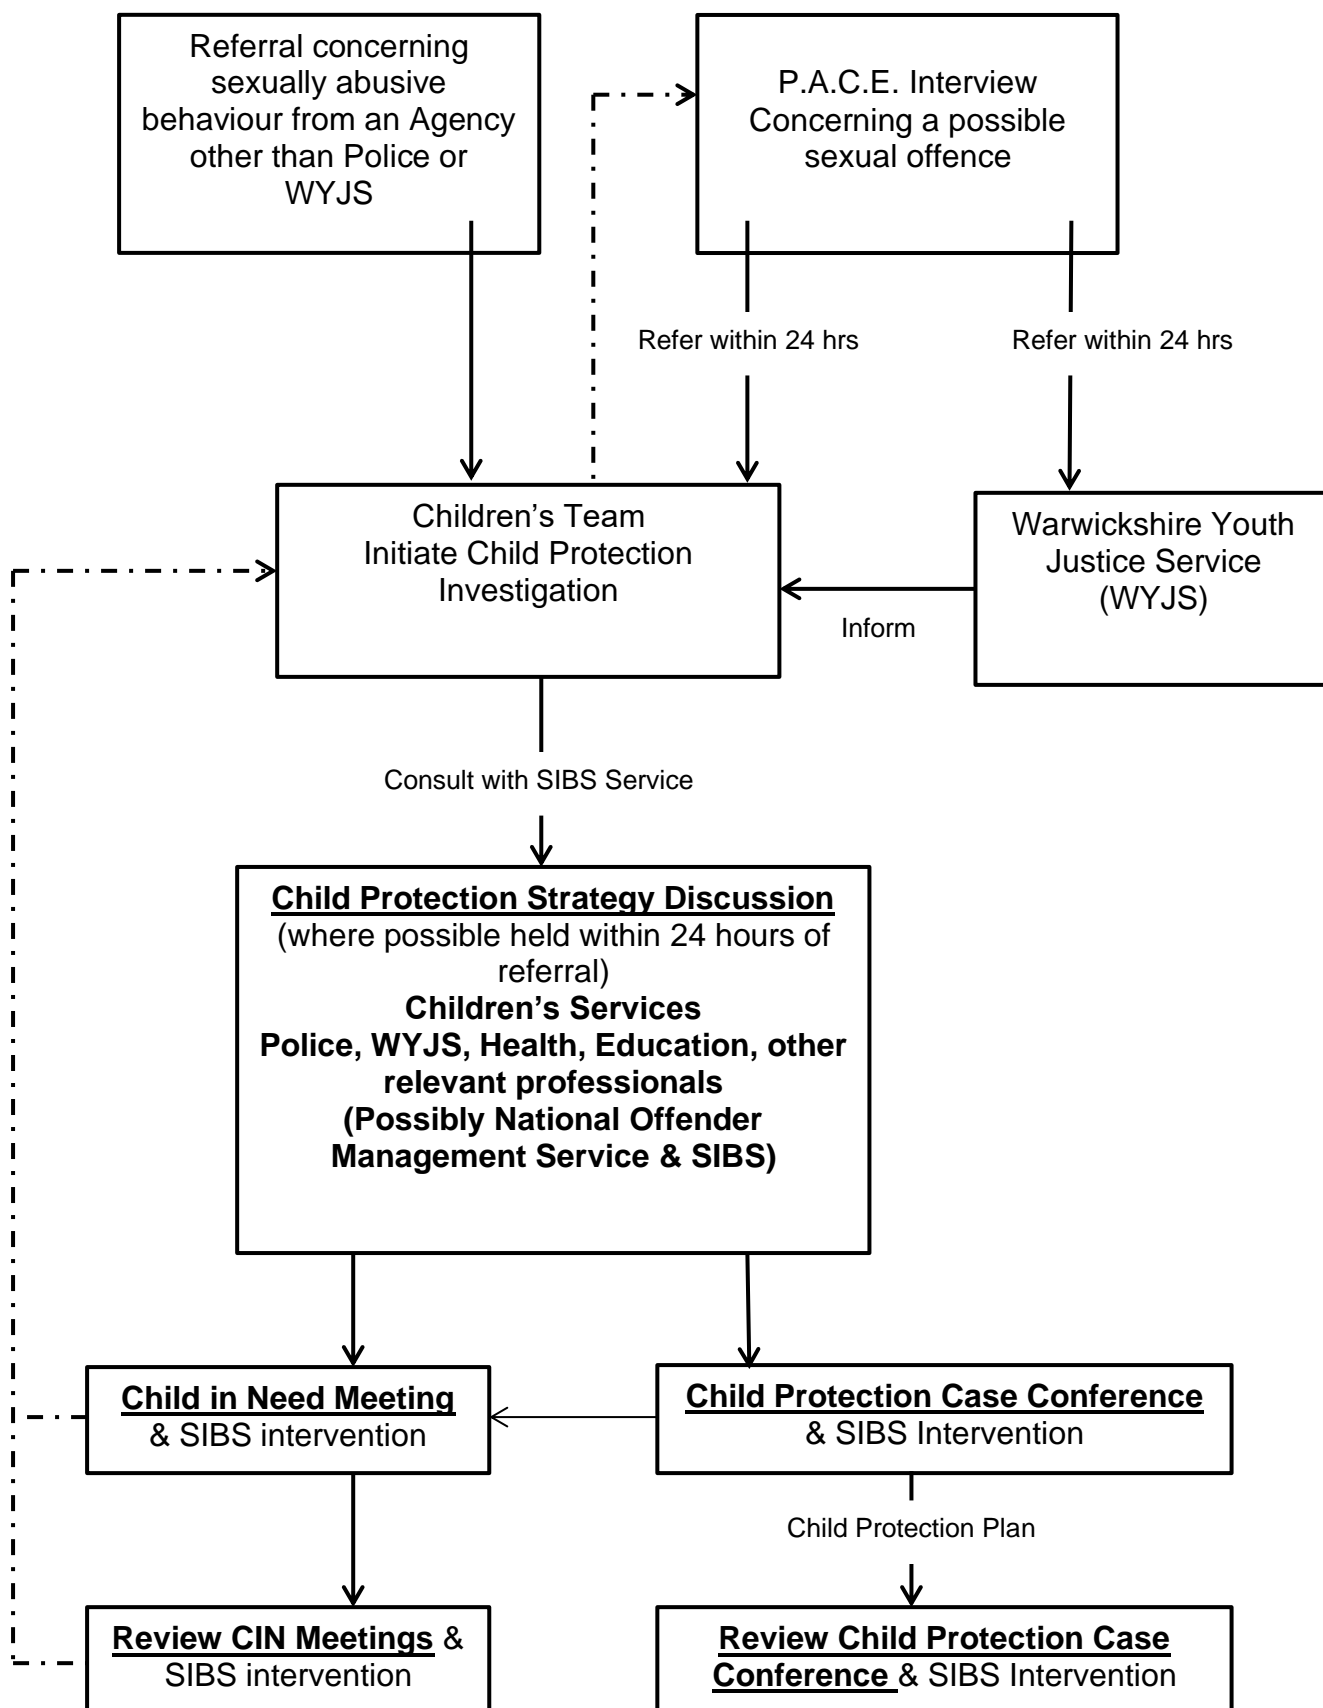 Referral concerning
sexually abusive
behaviour from an Agency
other than Police or
WYJS
P.A.C.E. Interview
Concerning a possible
sexual offence
Refer within 24 hrs
Refer within 24 hrs
Children’s Team
Initiate Child Protection
Investigation
Warwickshire Youth
Justice Service
(WYJS)
Inform
Consult with SIBS Service
Child Protection Strategy Discussion
(where possible held within 24 hours of
referral)
Children’s Services
Police, WYJS, Health, Education, other
relevant professionals
(Possibly National Offender
Management Service & SIBS)
Child in Need Meeting
& SIBS intervention
Child Protection Case Conference
& SIBS Intervention
Child Protection Plan
Review CIN Meetings &
SIBS intervention
Review Child Protection Case
Conference & SIBS Intervention